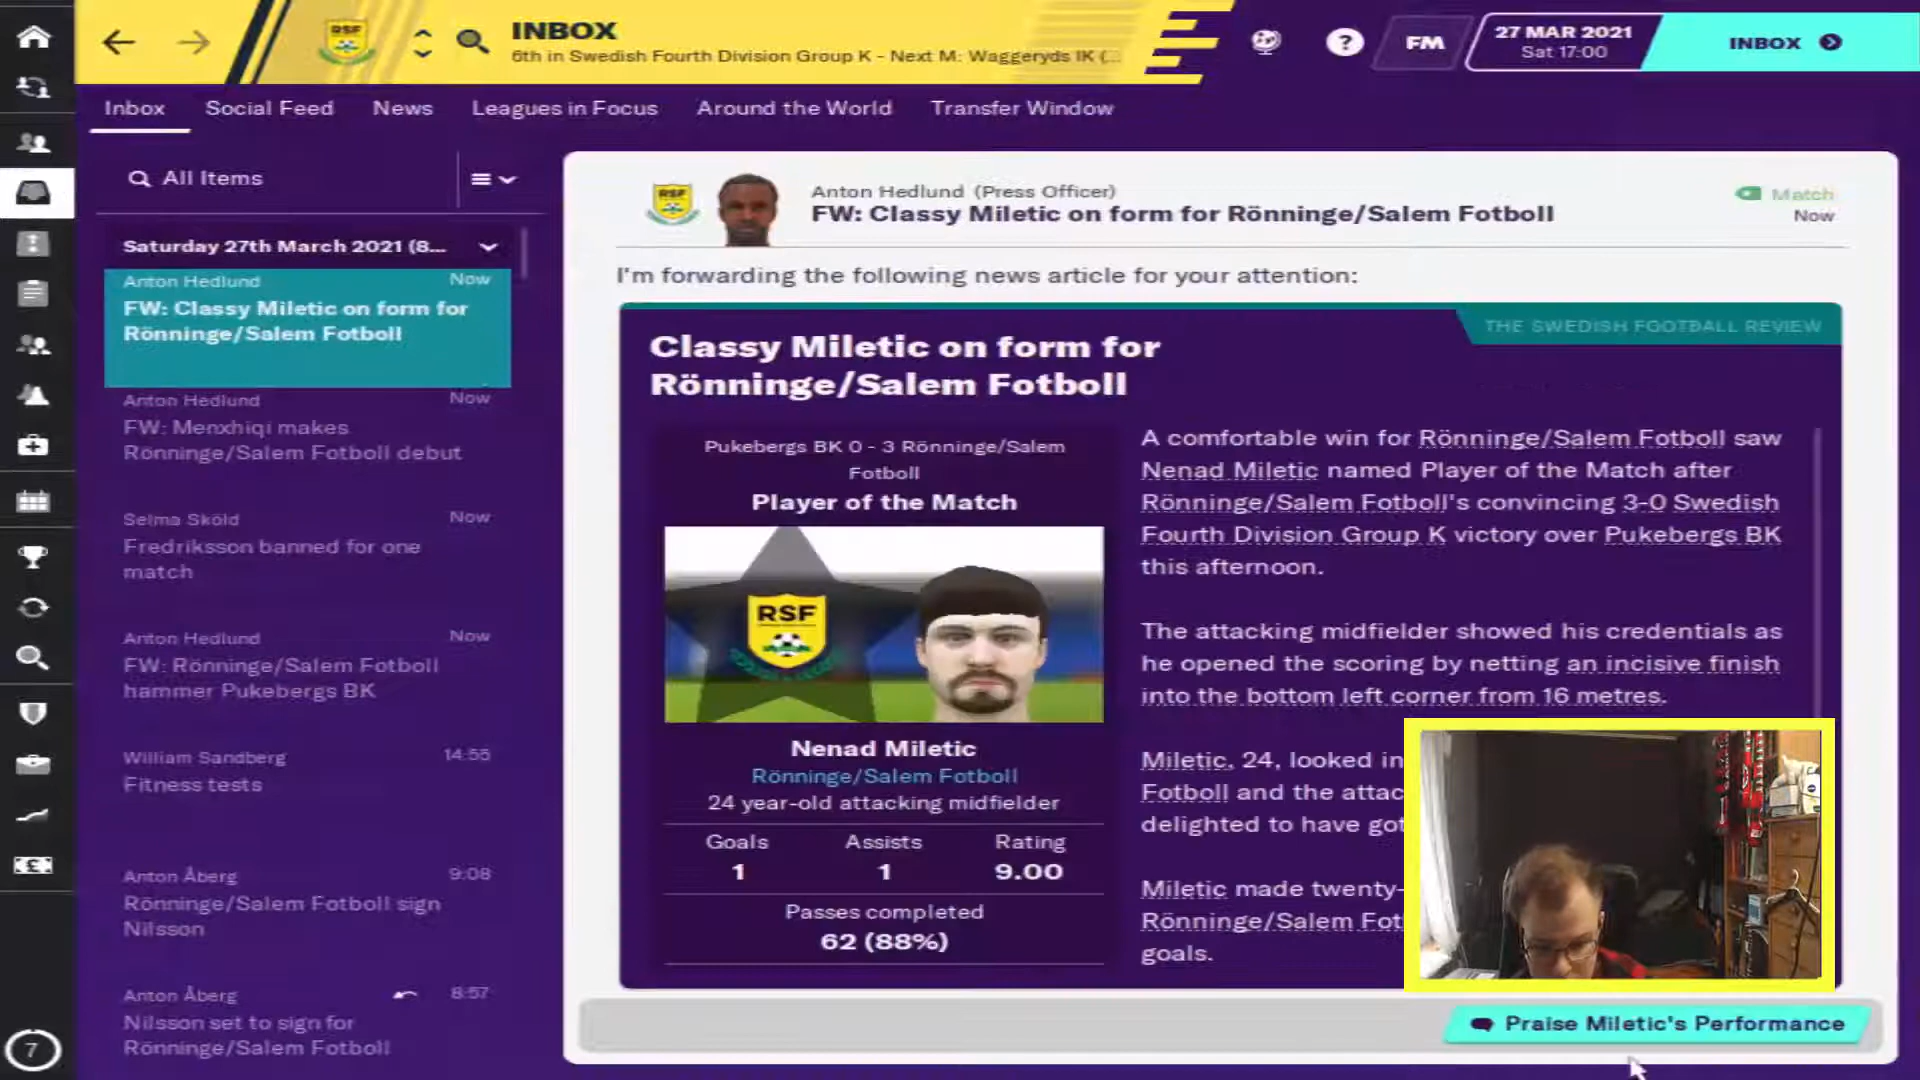 RSF
INBOX
6th in Swedish Fourth Division Group K - Next M: Waggeryds IK (...
?
FM
27 MAR 2021
Sat 17:00
INBOX
Inbox
Social Feed
News
Leagues in Focus
Around the World
Transfer Window
All Items
Saturday 27th March 2021 (8...
Anton Hedlund
Now
FW: Classy Miletic on form for
Rönninge/Salem Fotboll
Anton Hedlund
Now
FW: Menxhiqi makes
Rönninge/Salem Fotboll debut
Selma Sköld
Now
Fredriksson banned for one
match
Anton Hedlund
Now
FW: Rönninge/Salem Fotboll
hammer Pukebergs BK
William Sandberg
14:55
Fitness tests
Anton Åberg
9:08
Rönninge/Salem Fotboll sign
Nilsson
Anton Åberg
8:57
Nilsson set to sign for
Rönninge/Salem Fotboll
7
RSF
Anton Hedlund (Press Officer)
FW: Classy Miletic on form for Rönninge/Salem Fotboll
Match
Now
I'm forwarding the following news article for your attention:
THE SWEDISH FOOTBALL REVIEW
Classy Miletic on form for
Rönninge/Salem Fotboll
Pukebergs BK 0 - 3 Rönninge/Salem
Fotboll
Player of the Match
RSF
Nenad Miletic
Rönninge/Salem Fotboll
24 year-old attacking midfielder
Goals
Assists
Rating
1
1
9.00
Passes completed
62 (88%)
A comfortable win for Rönninge/Salem Fotboll saw
Nenad Miletic named Player of the Match after
Rönninge/Salem Fotboll's convincing 3-0 Swedish
Fourth Division Group K victory over Pukebergs BK
this afternoon.
The attacking midfielder showed his credentials as
he opened the scoring by netting an incisive finish
into the bottom left corner from 16 metres.
Miletic, 24, looked in
Fotboll and the attac
delighted to have got
Miletic made twenty-
Rönninge/Salem Fot
goals.
Praise Miletic's Performance